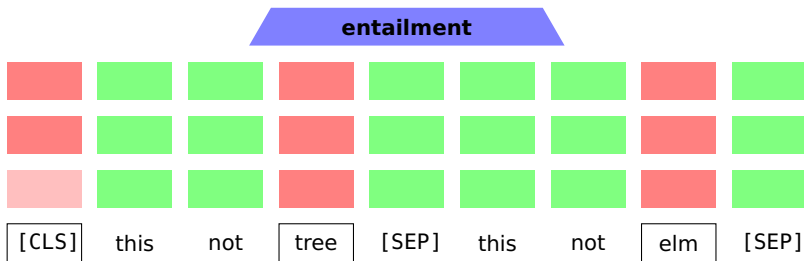 entailment
[CLS] this not tree [SEP] this not elm [SEP]